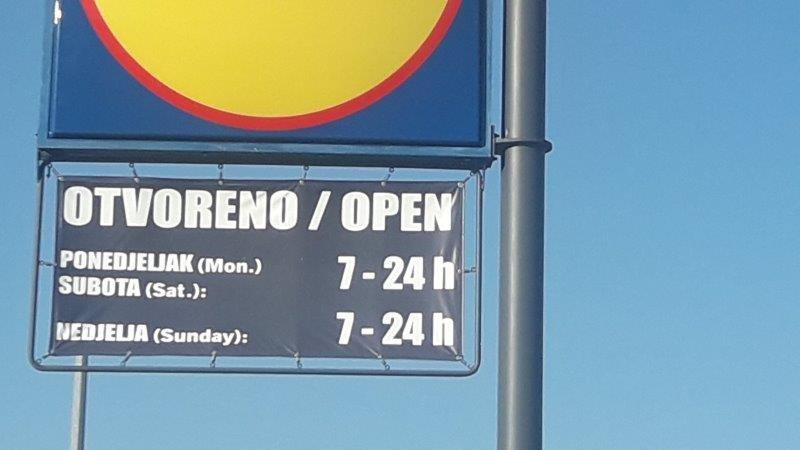 OTVORENO / OPEN
PONEDJELJAK (Mon.)
SUBOTA (Sat.):
7 - 24 h
NEDJELJA (Sunday):
7 - 24 h